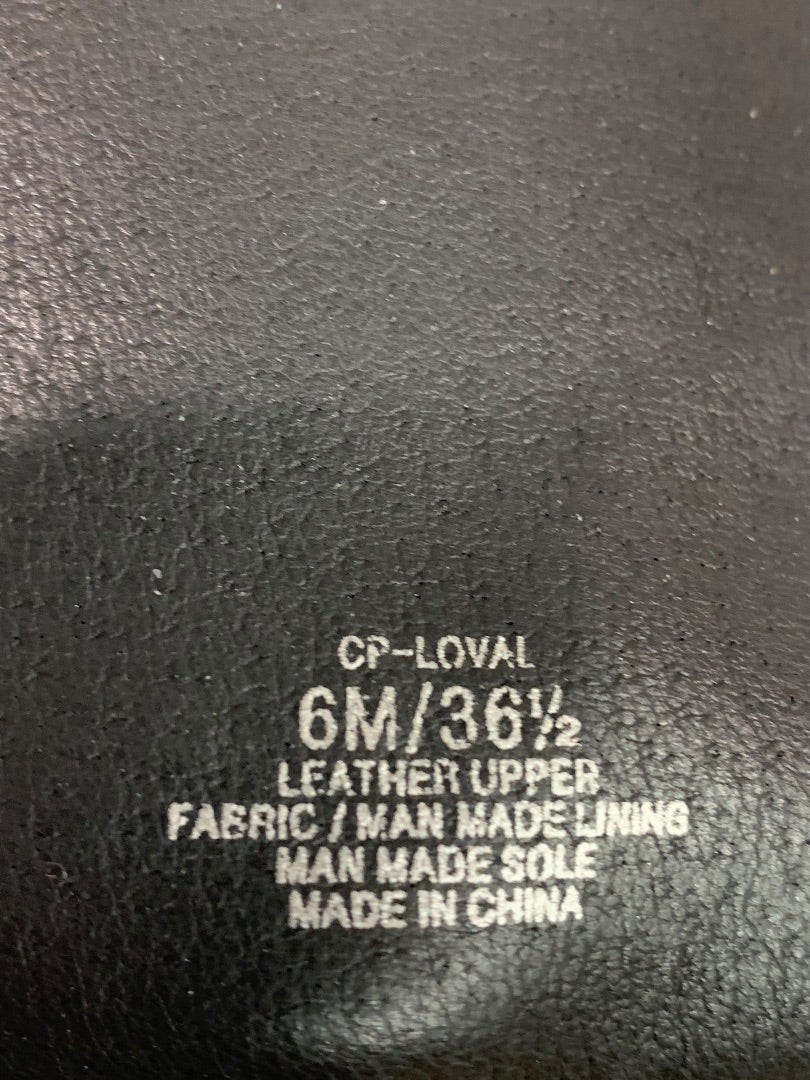 CP-LOVAL
6M/36½
LEATHER UPPER
FABRIC / MAN MADE LINING
MAN MADE SOLE
MADE IN CHINA